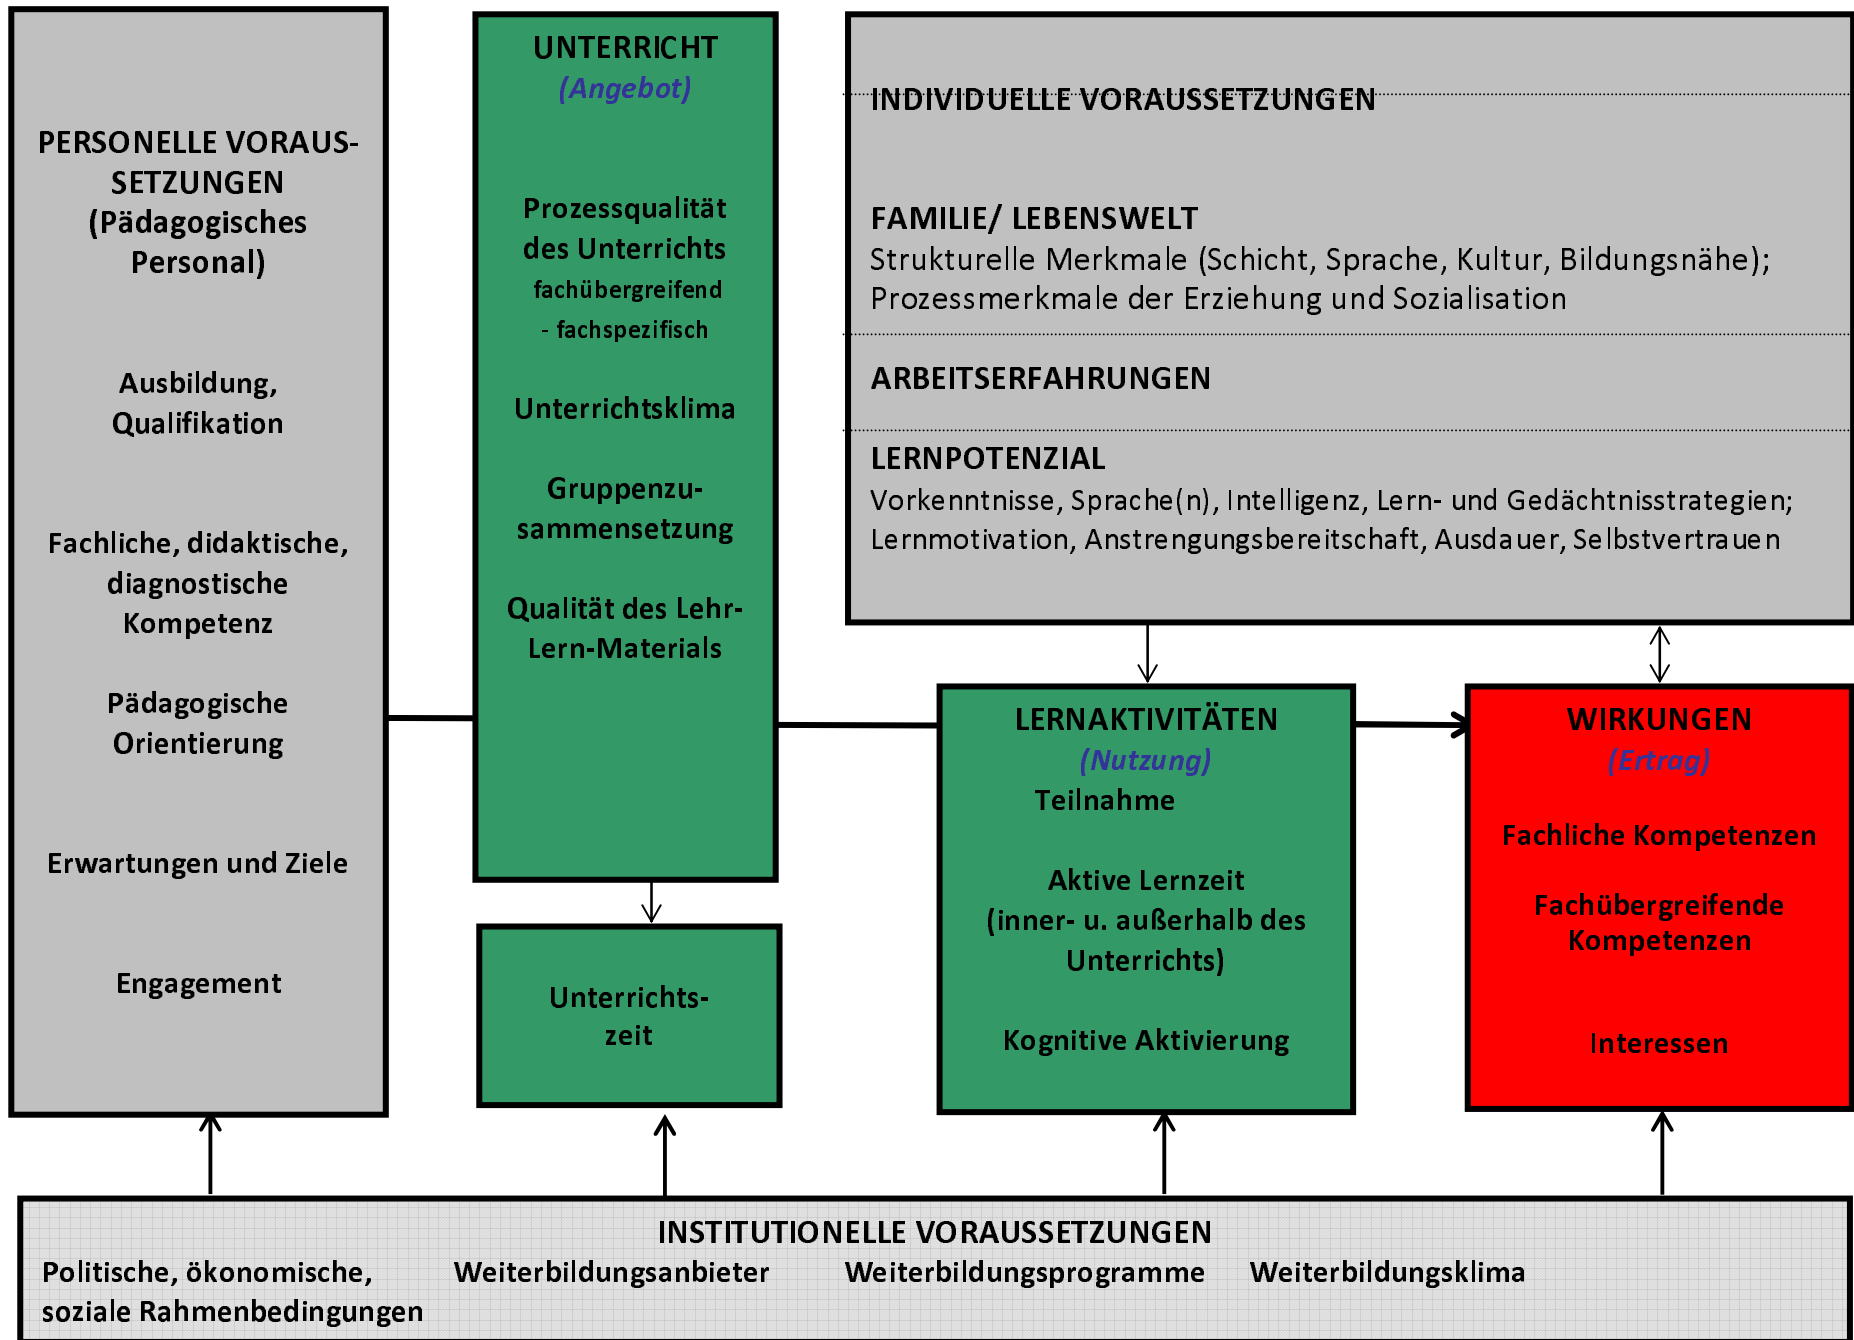 PERSONELLE VORAUS-
SETZUNGEN
(Pädagogisches
Personal)
Ausbildung,
Qualifikation
Fachliche, didaktische,
diagnostische
Kompetenz
Pädagogische
Orientierung
Erwartungen und Ziele
Engagement
UNTERRICHT
(Angebot)
Prozessqualität
des Unterrichts
fachübergreifend
- fachspezifisch
Unterrichtsklima
Gruppenzu-
sammensetzung
Qualität des Lehr-
Lern-Materials
Unterrichts-
zeit
INDIVIDUELLE VORAUSSETZUNGEN
FAMILIE/ LEBENSWELT
Strukturelle Merkmale (Schicht, Sprache, Kultur, Bildungsnähe);
Prozessmerkmale der Erziehung und Sozialisation
ARBEITSERFAHRUNGEN
LERNPOTENZIAL
Vorkenntnisse, Sprache(n), Intelligenz, Lern- und Gedächtnisstrategien;
Lernmotivation, Anstrengungsbereitschaft, Ausdauer, Selbstvertrauen
LERNAKTIVITÄTEN
(Nutzung)
Teilnahme
Aktive Lernzeit
(inner- u. außerhalb des
Unterrichts)
Kognitive Aktivierung
WIRKUNGEN
(Ertrag)
Fachliche Kompetenzen
Fachübergreifende
Kompetenzen
Interessen
INSTITUTIONELLE VORAUSSETZUNGEN
Politische, ökonomische, Weiterbildungsanbieter Weiterbildungsprogramme Weiterbildungsklima
soziale Rahmenbedingungen